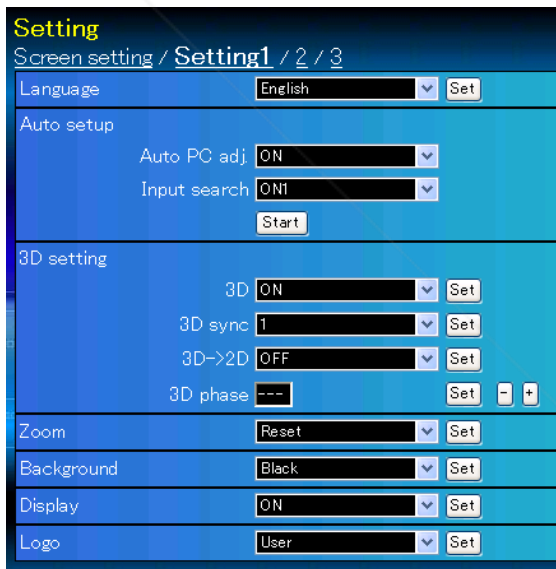 Setting
Screen setting / Setting1 / 2 / 3
Language English Set
Auto setup
Auto PC adj. ON
Input search ON1
Start
3D setting
3D ON Set
3D sync 1 Set
3D->2D OFF Set
3D phase --- Set - +
Zoom Reset Set
Background Black Set
Display ON Set
Logo User Set